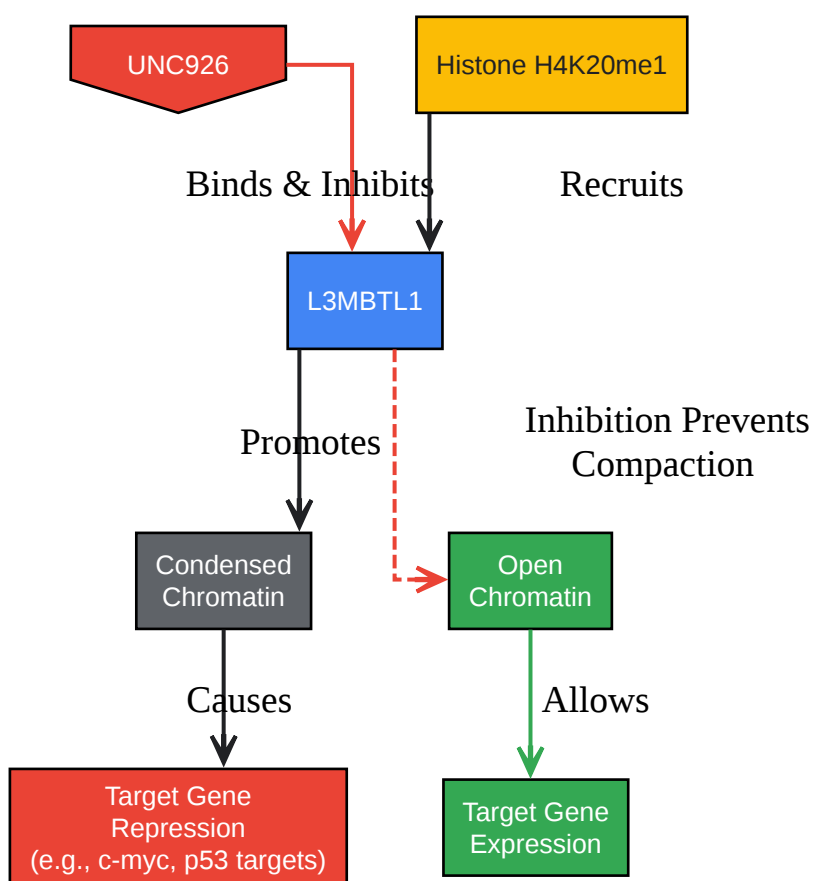 UNC926
Histone H4K20me1
Binds & Inhibits
Recruits
L3MBTL1
Promotes
Inhibition Prevents
Compaction
Condensed
Chromatin
Open
Chromatin
Causes
Allows
Target Gene
Repression
(e.g., c-myc, p53 targets)
Target Gene
Expression